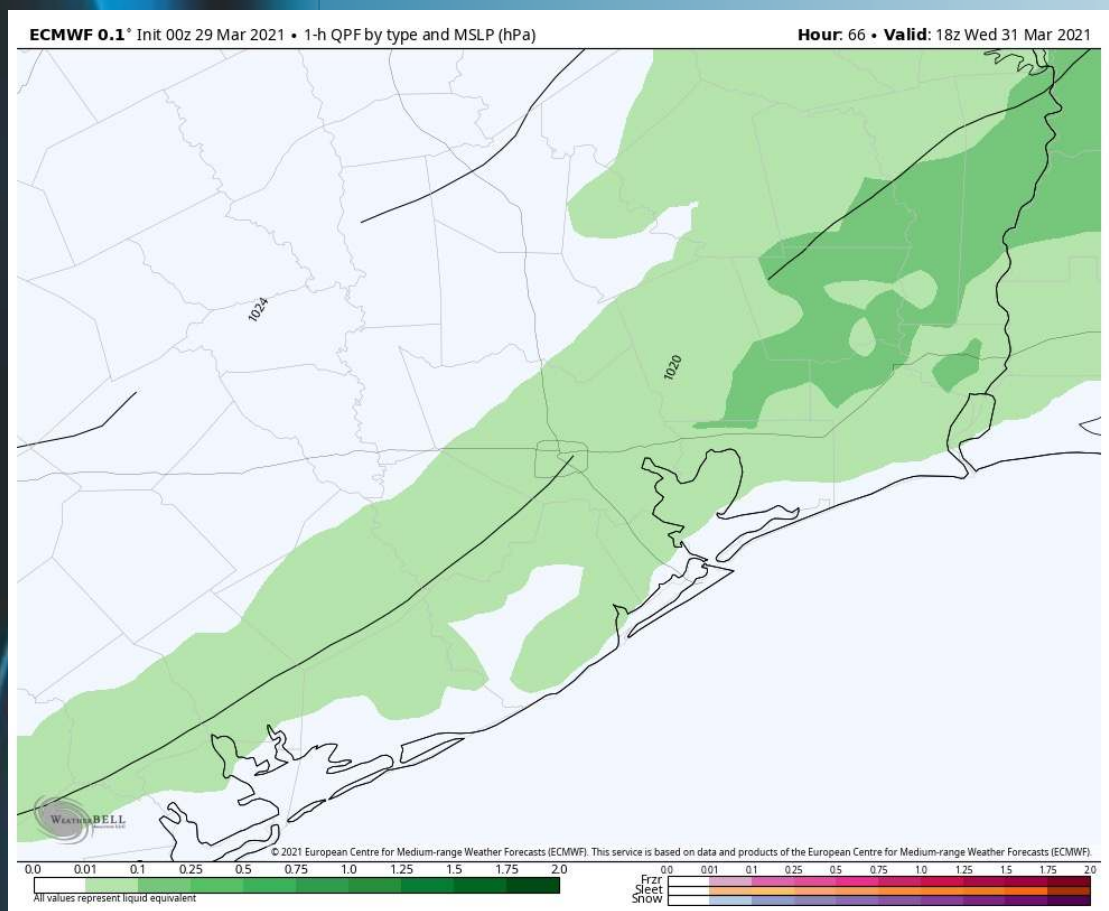 ECMWF 0.1° Init 00z 29 Mar 2021 • 1-h QPF by type and MSLP (hPa) Hour: 66 • Valid: 18z Wed 31 Mar 2021
1024
1020
WEATHERBELL
© 2021 European Centre for Medium-range Weather Forecasts (ECMWF). This service is based on data and products of the European Centre for Medium-range Weather Forecasts (ECMWF).
0.0 0.01 0.1 0.25 0.5 0.75 1.0 1.25 1.5 1.75 2.0
All values represent liquid equivalent
0.0 0.01 0.1 0.25 0.5 0.75 1.0 1.25 1.5 1.75 2.0
Frzr
Sleet
Snow